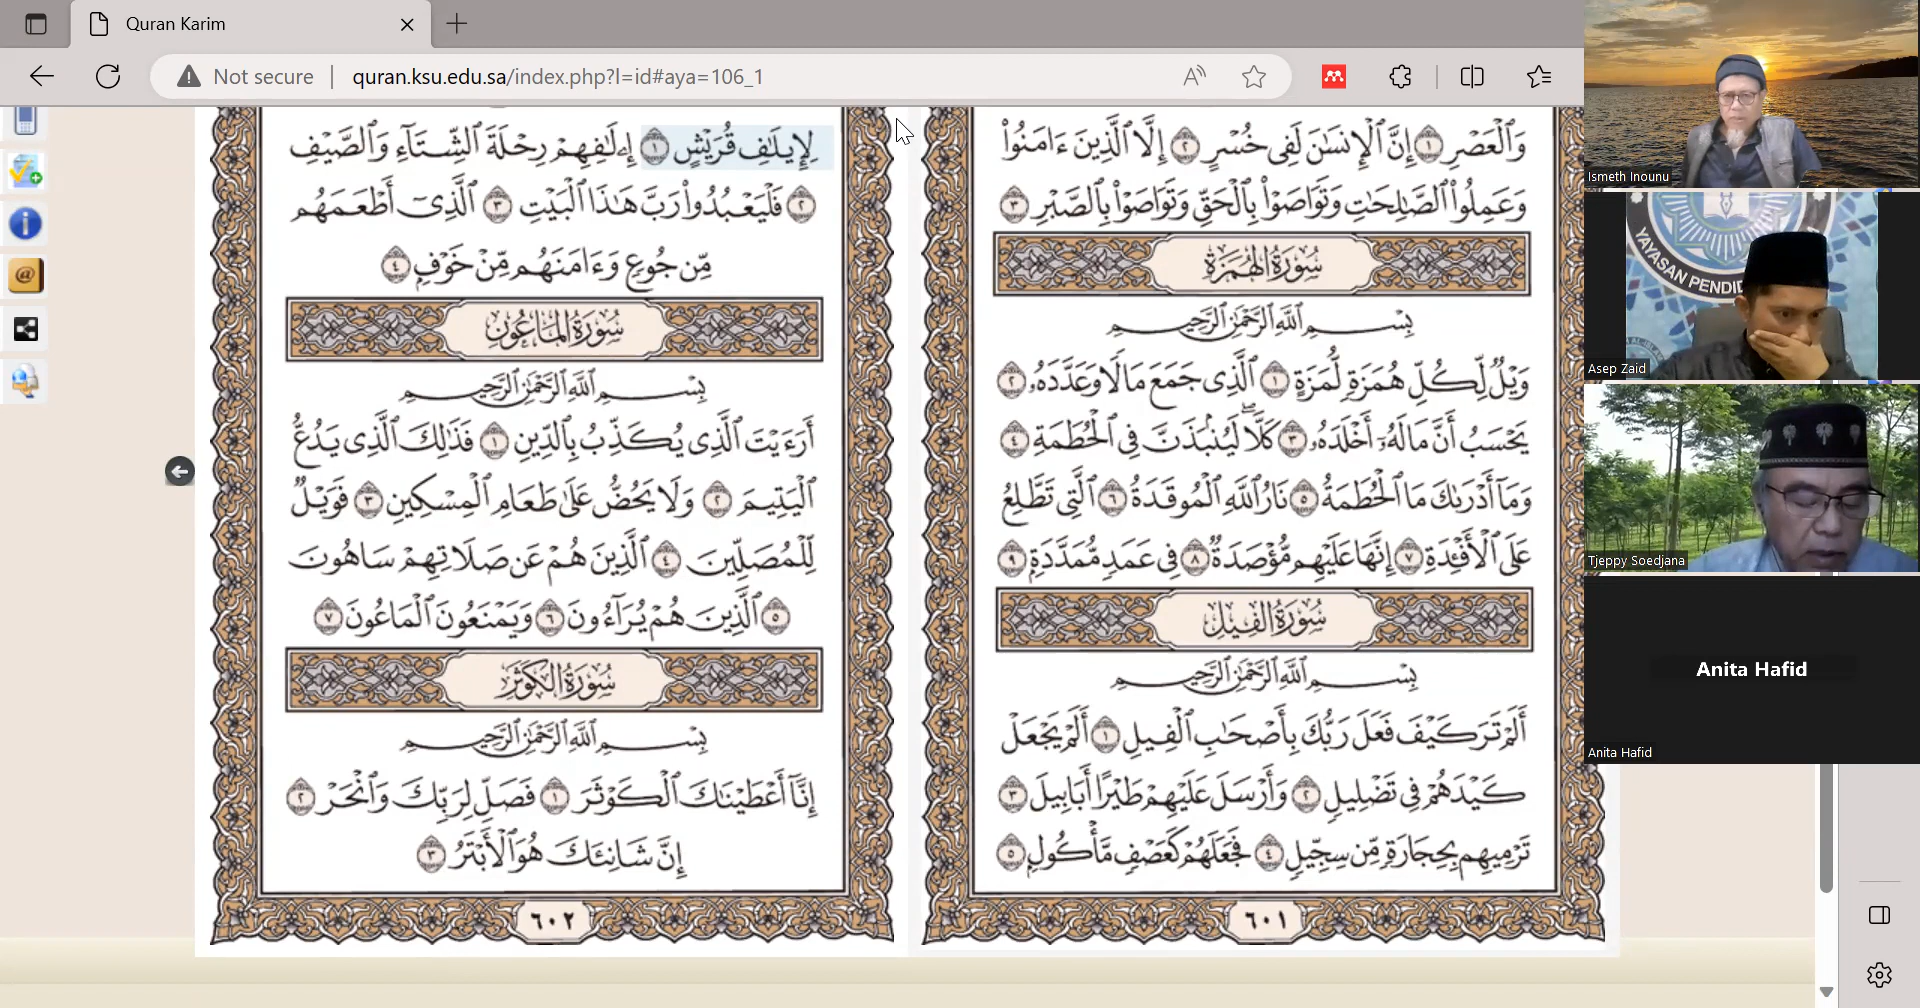 Quran Karim
Not secure
quran.ksu.edu.sa/index.php?l=id#aya=106_1
وَٱلْعَصْرِ ١ إِنَّ ٱلْإِنسَٰنَ لَفِى خُسْرٍ ٢ إِلَّا ٱلَّذِينَ ءَامَنُوا۟
وَعَمِلُوا۟ ٱلصَّٰلِحَٰتِ وَتَوَاصَوْا۟ بِٱلْحَقِّ وَتَوَاصَوْا۟ بِٱلصَّبْرِ ٣
سُورَةُ الهُمَزَةِ
بِسْمِ ٱللَّهِ ٱلرَّحْمَٰنِ ٱلرَّحِيمِ
وَيْلٌ لِّكُلِّ هُمَزَةٍ لُّمَزَةٍ ١ ٱلَّذِى جَمَعَ مَالًا وَعَدَّدَهُۥ ٢
يَحْسَبُ أَنَّ مَالَهُۥٓ أَخْلَدَهُۥ ٣ كَلَّا ۖ لَيُنۢبَذَنَّ فِى ٱلْحُطَمَةِ ٤
وَمَآ أَدْرَىٰكَ مَا ٱلْحُطَمَةُ ٥ نَارُ ٱللَّهِ ٱلْمُوقَدَةُ ٦ ٱلَّتِى تَطَّلِعُ
عَلَى ٱلْأَفْـِٔدَةِ ٧ إِنَّهَا عَلَيْهِم مُّؤْصَدَةٌ ٨ فِى عَمَدٍ مُّمَدَّدَةٍۭ ٩
سُورَةُ الفِيلِ
بِسْمِ ٱللَّهِ ٱلرَّحْمَٰنِ ٱلرَّحِيمِ
أَلَمْ تَرَ كَيْفَ فَعَلَ رَبُّكَ بِأَصْحَٰبِ ٱلْفِيلِ ١ أَلَمْ يَجْعَلْ
كَيْدَهُمْ فِى تَضْلِيلٍ ٢ وَأَرْسَلَ عَلَيْهِمْ طَيْرًا أَبَابِيلَ ٣
تَرْمِيهِم بِحِجَارَةٍ مِّن سِجِّيلٍ ٤ فَجَعَلَهُمْ كَعَصْفٍ مَّأْكُولٍۭ ٥
٦٠١
لِإِيلَٰفِ قُرَيْشٍ ١ إِۦلَٰفِهِمْ رِحْلَةَ ٱلشِّتَآءِ وَٱلصَّيْفِ
٢ فَلْيَعْبُدُوا۟ رَبَّ هَٰذَا ٱلْبَيْتِ ٣ ٱلَّذِىٓ أَطْعَمَهُم
مِّن جُوعٍ وَءَامَنَهُم مِّنْ خَوْفٍۭ ٤
سُورَةُ المَاعُونِ
بِسْمِ ٱللَّهِ ٱلرَّحْمَٰنِ ٱلرَّحِيمِ
أَرَءَيْتَ ٱلَّذِى يُكَذِّبُ بِٱلدِّينِ ١ فَذَٰلِكَ ٱلَّذِى يَدُعُّ
ٱلْيَتِيمَ ٢ وَلَا يَحُضُّ عَلَىٰ طَعَامِ ٱلْمِسْكِينِ ٣ فَوَيْلٌ
لِّلْمُصَلِّينَ ٤ ٱلَّذِينَ هُمْ عَن صَلَاتِهِمْ سَاهُونَ
٥ ٱلَّذِينَ هُمْ يُرَآءُونَ ٦ وَيَمْنَعُونَ ٱلْمَاعُونَ ٧
سُورَةُ الكَوْثَرِ
بِسْمِ ٱللَّهِ ٱلرَّحْمَٰنِ ٱلرَّحِيمِ
إِنَّآ أَعْطَيْنَٰكَ ٱلْكَوْثَرَ ١ فَصَلِّ لِرَبِّكَ وَٱنْحَرْ ٢
إِنَّ شَانِئَكَ هُوَ ٱلْأَبْتَرُ ٣
٦٠٢
Ismeth Inounu
YAYASAN PENDI
Asep Zaid
Tjeppy Soedjana
Anita Hafid
Anita Hafid